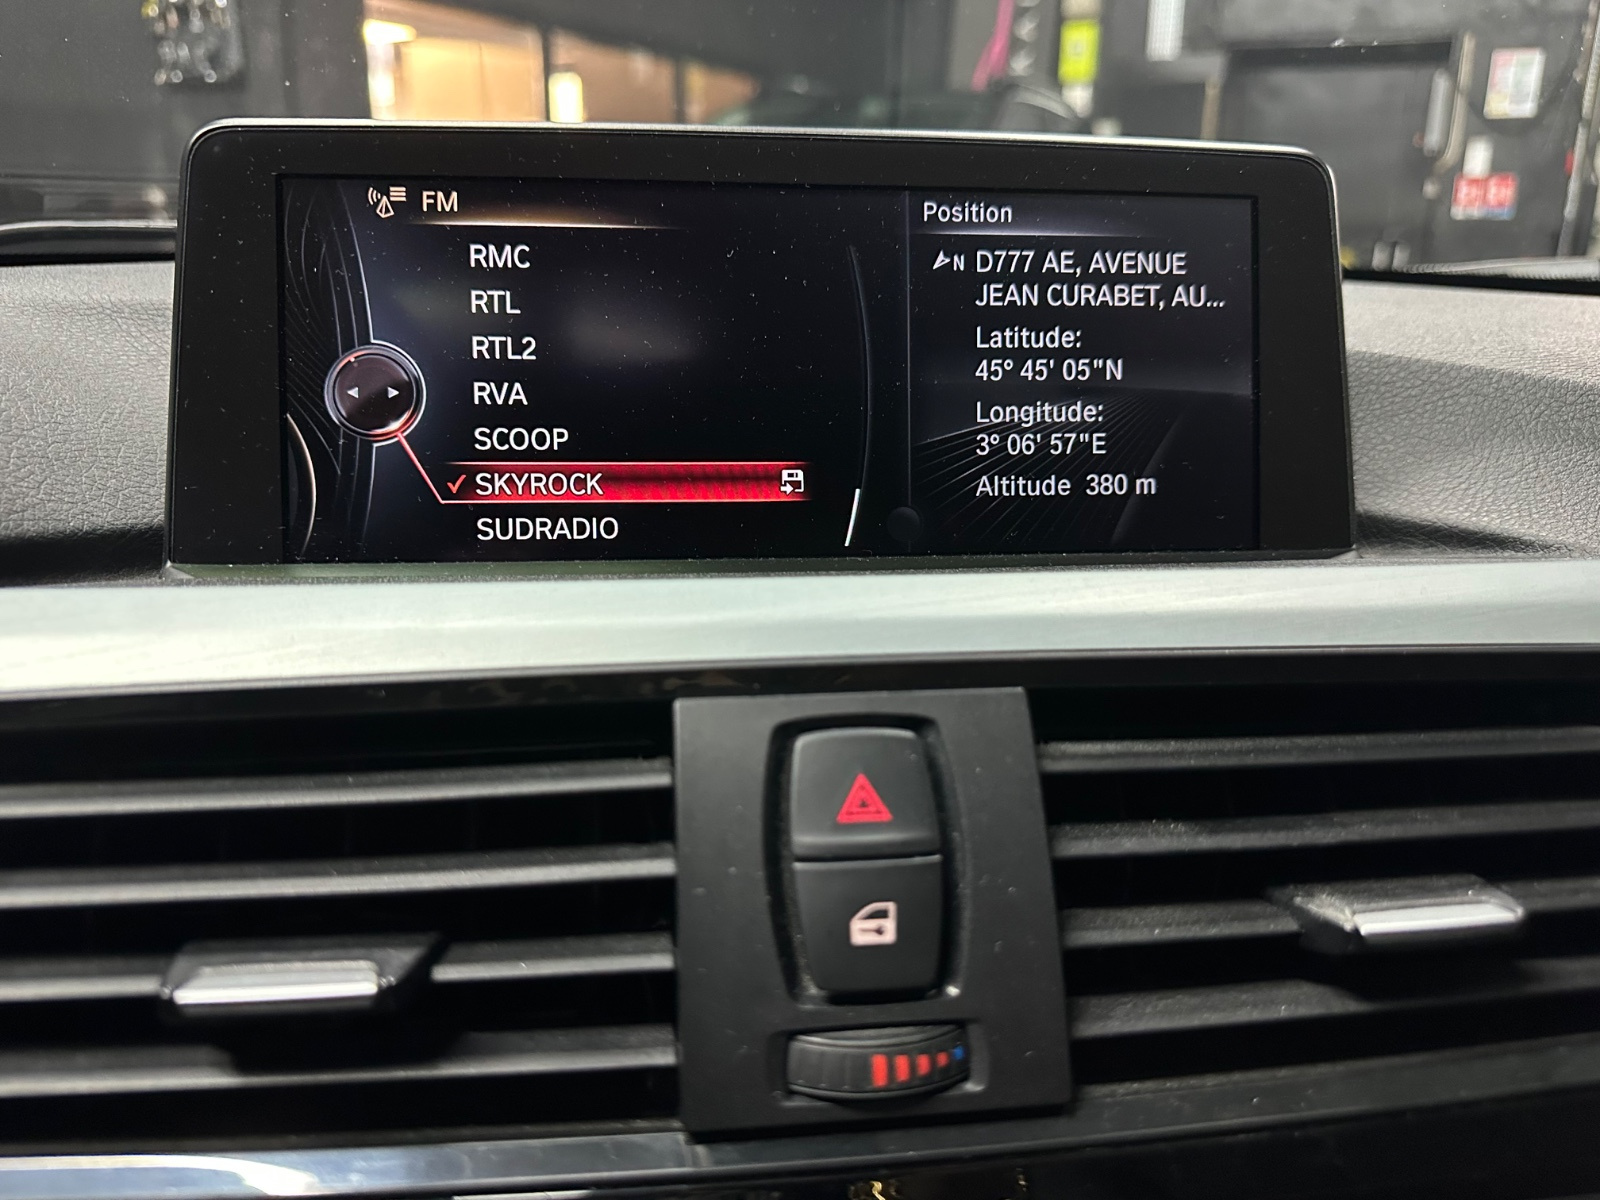 FM
RMC
RTL
RTL2
RVA
SCOOP
SKYROCK
SUDRADIO
Position
N D777 AE, AVENUE
JEAN CURABET, AU...
Latitude:
45° 45' 05"N
Longitude:
3° 06' 57"E
Altitude 380 m